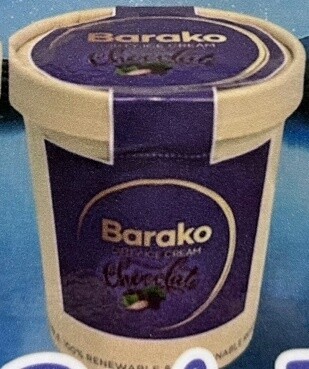 Barako
ICE CREAM
Chocolate
Barako
ICE CREAM
Chocolate
100% RENEWABLE &